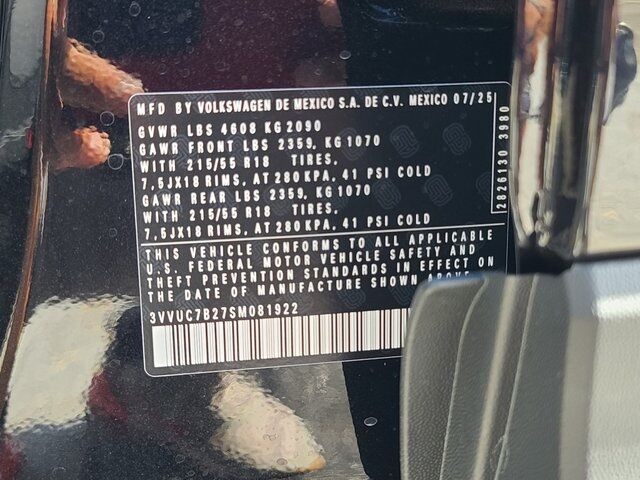 MFD BY VOLKSWAGEN DE MEXICO S.A. DE C.V. MEXICO 07/25
GVWR LBS 4608 KG 2090
GAWR FRONT LBS 2359, KG 1070
WITH 215/55 R18 TIRES,
7,5JX18 RIMS, AT 280 KPA, 41 PSI COLD
GAWR REAR LBS 2359, KG 1070
WITH 215/55 R18 TIRES,
7,5JX18 RIMS, AT 280 KPA, 41 PSI COLD
THIS VEHICLE CONFORMS TO ALL APPLICABLE
U.S. FEDERAL MOTOR VEHICLE SAFETY AND
THEFT PREVENTION STANDARDS IN EFFECT ON
THE DATE OF MANUFACTURE SHOWN ABOVE
3VVUC7B27SM081922
2826130 3980